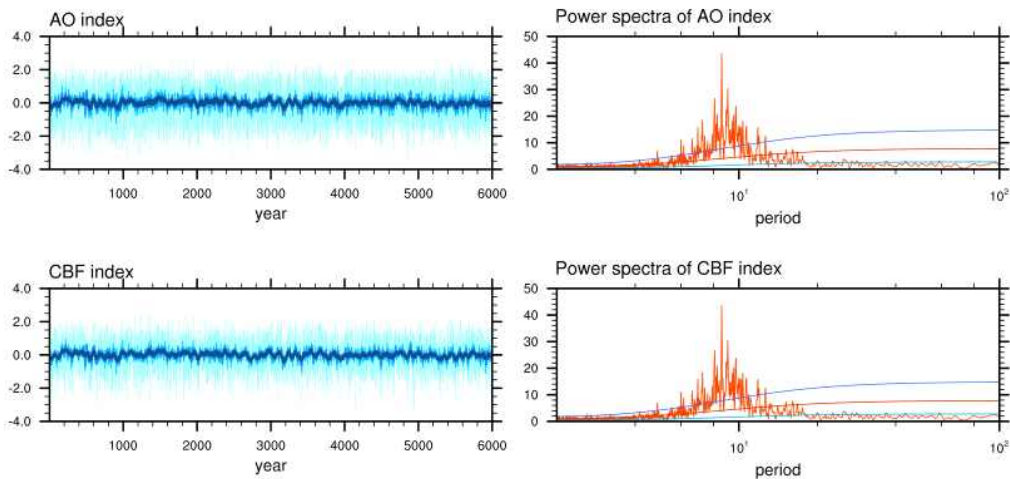 AO index
4.0
2.0
0.0
-2.0
-4.0
1000 2000 3000 4000 5000 6000
year
Power spectra of AO index
50
40
30
20
10
0
10¹ 10²
period
CBF index
4.0
2.0
0.0
-2.0
-4.0
1000 2000 3000 4000 5000 6000
year
Power spectra of CBF index
50
40
30
20
10
0
10¹ 10²
period